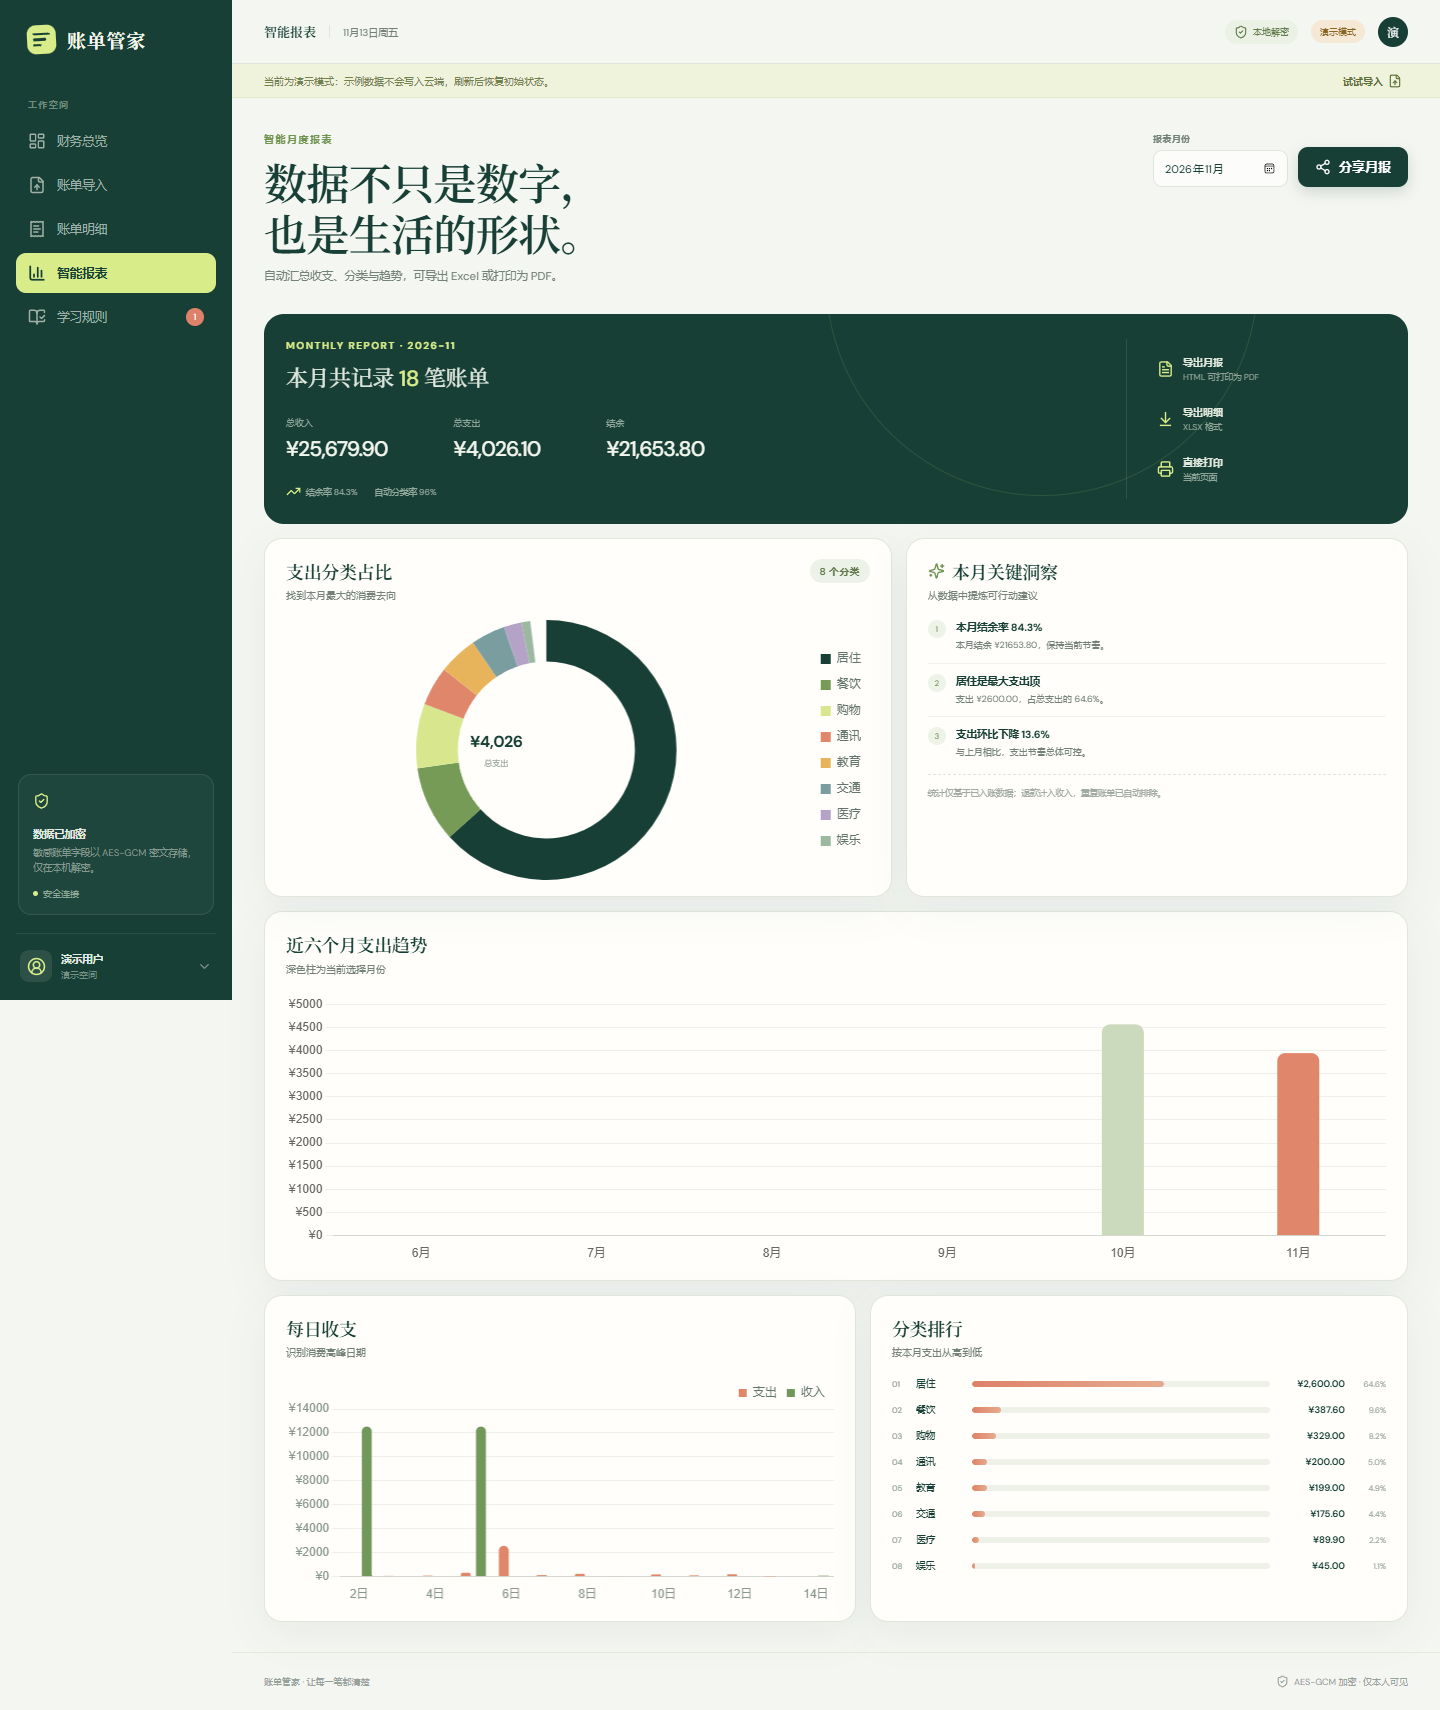 账单管家
工作空间
财务总览
账单导入
账单明细
智能报表
学习规则
1
数据已加密
敏感账单字段以 AES-GCM 密文存储，
仅在本机解密。
安全连接
演示用户
演示空间
智能报表
11月13日周五
本地解密
演示模式
演
当前为演示模式：示例数据不会写入云端，刷新后恢复初始状态。
试试导入
智能月度报表
数据不只是数字，
也是生活的形状。
自动汇总收支、分类与趋势，可导出 Excel 或打印为 PDF。
报表月份
2026年11月
分享月报
MONTHLY REPORT · 2026-11
本月共记录 18 笔账单
总收入
¥25,679.90
总支出
¥4,026.10
结余
¥21,653.80
结余率 84.3%
自动分类率 96%
导出月报
HTML 可打印为 PDF
导出明细
XLSX 格式
直接打印
当前页面
支出分类占比
找到本月最大的消费去向
8 个分类
¥4,026
总支出
居住
餐饮
购物
通讯
教育
交通
医疗
娱乐
本月关键洞察
从数据中提炼可行动建议
1
本月结余率 84.3%
本月结余 ¥21653.80，保持当前节奏。
2
居住是最大支出项
支出 ¥2600.00，占总支出的 64.6%。
3
支出环比下降 13.6%
与上月相比，支出节奏总体可控。
统计仅基于已入账数据；退款计入收入，重复账单已自动排除。
近六个月支出趋势
深色柱为当前选择月份
¥5000
¥4500
¥4000
¥3500
¥3000
¥2500
¥2000
¥1500
¥1000
¥500
¥0
6月
7月
8月
9月
10月
11月
每日收支
识别消费高峰日期
支出
收入
¥14000
¥12000
¥10000
¥8000
¥6000
¥4000
¥2000
¥0
2日
4日
6日
8日
10日
12日
14日
分类排行
按本月支出从高到低
01 居住 ¥2,600.00 64.6%
02 餐饮 ¥387.60 9.6%
03 购物 ¥329.00 8.2%
04 通讯 ¥200.00 5.0%
05 教育 ¥199.00 4.9%
06 交通 ¥175.60 4.4%
07 医疗 ¥89.90 2.2%
08 娱乐 ¥45.00 1.1%
账单管家 · 让每一笔都清楚
AES-GCM 加密 · 仅本人可见